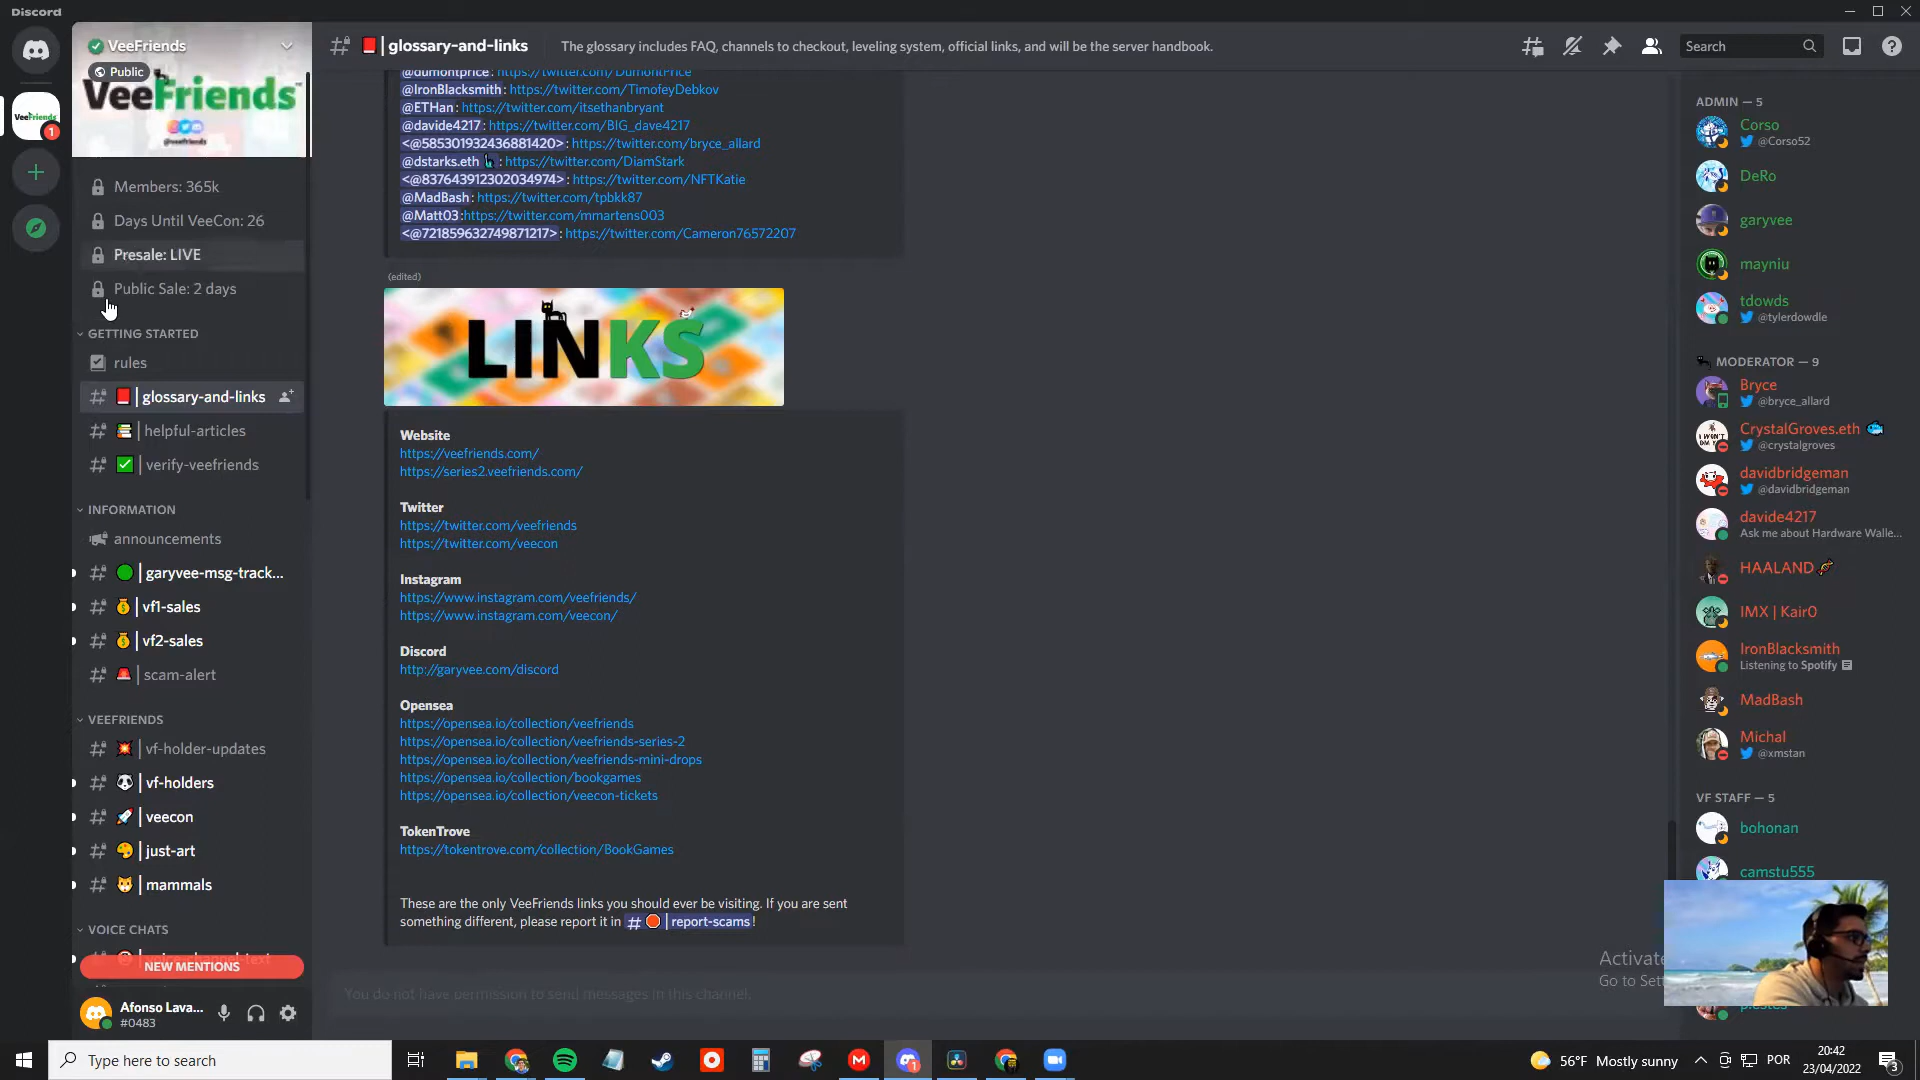 Discord
VeeFriends
Public
VeeFriends
@veefriends
VeeFriends
1
Members: 365k
Days Until VeeCon: 26
Presale: LIVE
Public Sale: 2 days
GETTING STARTED
rules
glossary-and-links
helpful-articles
verify-veefriends
INFORMATION
announcements
garyvee-msg-track...
vf1-sales
vf2-sales
scam-alert
VEEFRIENDS
vf-holder-updates
vf-holders
veecon
just-art
mammals
VOICE CHATS
voice-channel-text
NEW MENTIONS
Afonso Lava...
#0483
glossary-and-links
The glossary includes FAQ, channels to checkout, leveling system, official links, and will be the server handbook.
Search
@dumontprice: https://twitter.com/DumontPrice
@IronBlacksmith: https://twitter.com/TimofeyDebkov
@ETHan: https://twitter.com/itsethanbryant
@davide4217: https://twitter.com/BIG_dave4217
<@585301932436881420>: https://twitter.com/bryce_allard
@dstarks.eth : https://twitter.com/DiamStark
<@837643912302034974>: https://twitter.com/NFTKatie
@MadBash: https://twitter.com/tpbkk87
@Matt03:https://twitter.com/mmartens003
<@721859632749871217>: https://twitter.com/Cameron76572207
(edited)
LINKS
Website
https://veefriends.com/
https://series2.veefriends.com/
Twitter
https://twitter.com/veefriends
https://twitter.com/veecon
Instagram
https://www.instagram.com/veefriends/
https://www.instagram.com/veecon/
Discord
http://garyvee.com/discord
Opensea
https://opensea.io/collection/veefriends
https://opensea.io/collection/veefriends-series-2
https://opensea.io/collection/veefriends-mini-drops
https://opensea.io/collection/bookgames
https://opensea.io/collection/veecon-tickets
TokenTrove
https://tokentrove.com/collection/BookGames
These are the only VeeFriends links you should ever be visiting. If you are sent
something different, please report it in # | report-scams!
You do not have permission to send messages in this channel.
ADMIN — 5
Corso
@Corso52
DeRo
garyvee
mayniu
tdowds
@tylerdowdle
MODERATOR — 9
Bryce
@bryce_allard
CrystalGroves.eth
@crystalgroves
davidbridgeman
@davidbridgeman
davide4217
Ask me about Hardware Walle...
HAALAND
IMX | Kair0
IronBlacksmith
Listening to Spotify
MadBash
Michal
@xmstan
VF STAFF — 5
bohonan
camstu555
Activate
Go to Sett
Type here to search
56°F Mostly sunny
POR
20:42
23/04/2022
3